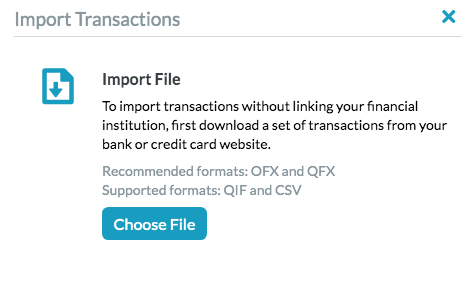 Import Transactions
Import File
To import transactions without linking your financial
institution, first download a set of transactions from your
bank or credit card website.
Recommended formats: OFX and QFX
Supported formats: QIF and CSV
Choose File